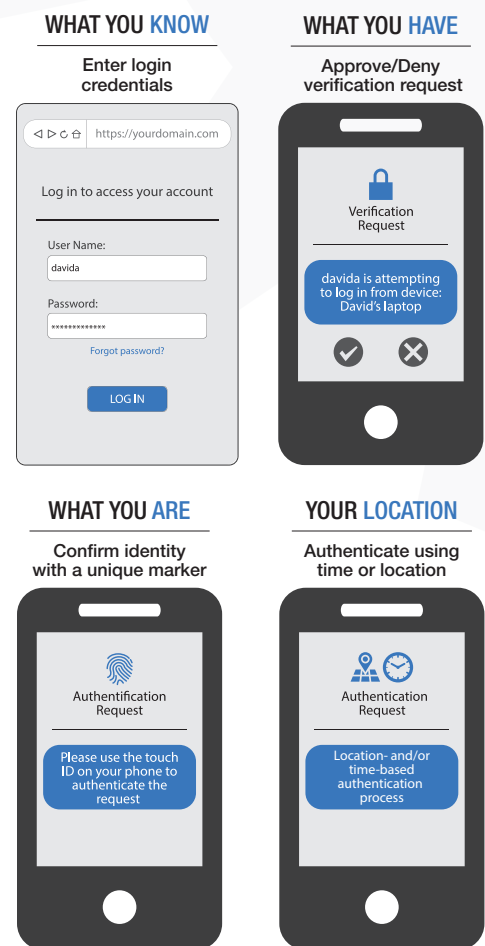 WHAT YOU KNOW
Enter login
credentials
https://yourdomain.com
Log in to access your account
User Name:
davida
Password:
*************
Forgot password?
LOG IN
WHAT YOU HAVE
Approve/Deny
verification request
Verification
Request
davida is attempting
to log in from device:
David's laptop
WHAT YOU ARE
Confirm identity
with a unique marker
Authentification
Request
Please use the touch
ID on your phone to
authenticate the
request
YOUR LOCATION
Authenticate using
time or location
Authentication
Request
Location- and/or
time-based
authentication
process